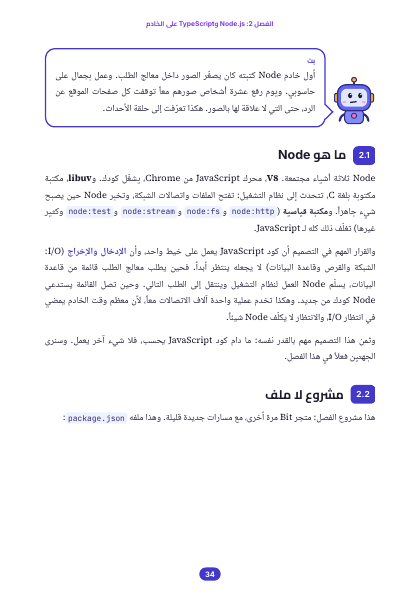 الفصل 2: Node.js وTypeScript على الخادم
بت
أول خادم Node كتبته كان يصغّر الصور داخل معالج الطلب. وعمل بجمال على
حاسوبي. ويوم رفع عشرة أشخاص صورهم معاً توقفت كل صفحات الموقع عن
الرد، حتى التي لا علاقة لها بالصور. هكذا تعرّفت إلى حلقة الأحداث.
2.1 ما هو Node
Node ثلاثة أشياء مجتمعة. V8، محرك JavaScript من Chrome، يشغّل كودك. وlibuv، مكتبة
مكتوبة بلغة C، تتحدث إلى نظام التشغيل: تفتح الملفات واتصالات الشبكة، وتخبر Node حين يصبح
شيء جاهزاً. ومكتبة قياسية (node:http و node:fs و node:stream و node:test وكثير
غيرها) تغلّف ذلك كله لـ JavaScript.
والقرار المهم في التصميم أن كود JavaScript يعمل على خيط واحد، وأن الإدخال والإخراج (I/O:
الشبكة والقرص وقاعدة البيانات) لا يجعله ينتظر أبداً. فحين يطلب معالج الطلب قائمة من قاعدة
البيانات، يسلّم Node العمل لنظام التشغيل وينتقل إلى الطلب التالي. وحين تصل القائمة يستدعي
Node كودك من جديد. وهكذا تخدم عملية واحدة آلاف الاتصالات معاً، لأن معظم وقت الخادم يمضي
في انتظار I/O، والانتظار لا يكلّف Node شيئاً.
وثمن هذا التصميم مهم بالقدر نفسه: ما دام كود JavaScript يحسب، فلا شيء آخر يعمل. وسنرى
الجهتين فعلاً في هذا الفصل.
2.2 مشروع لا ملف
هذا مشروع الفصل: متجر Bit مرة أخرى، مع مسارات جديدة قليلة. وهذا ملفه package.json :
34